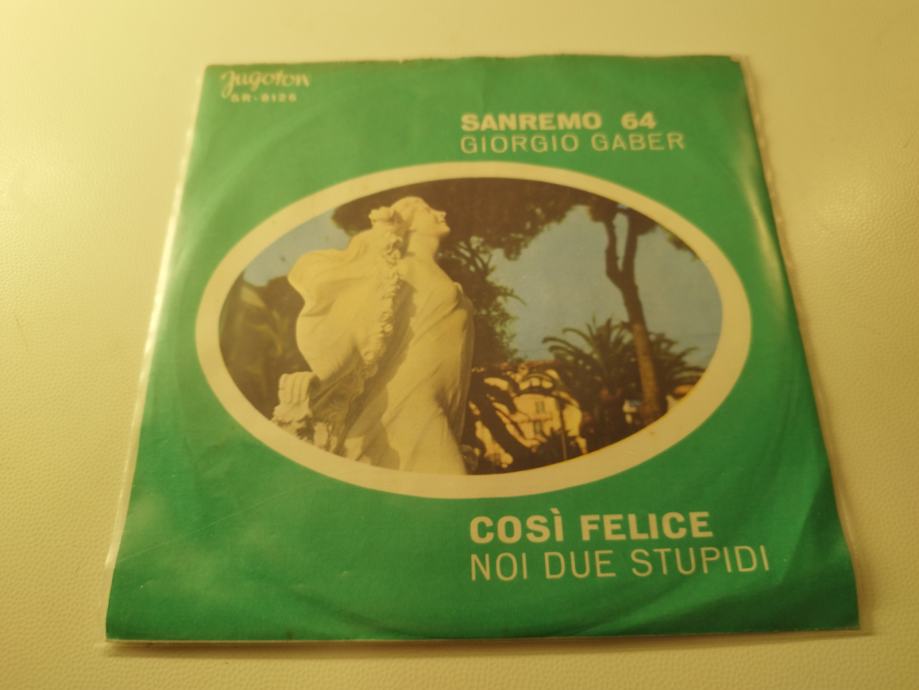 Jugoton
SR-8126
SANREMO 64
GIORGIO GABER
COSÌ FELICE
NOI DUE STUPIDI